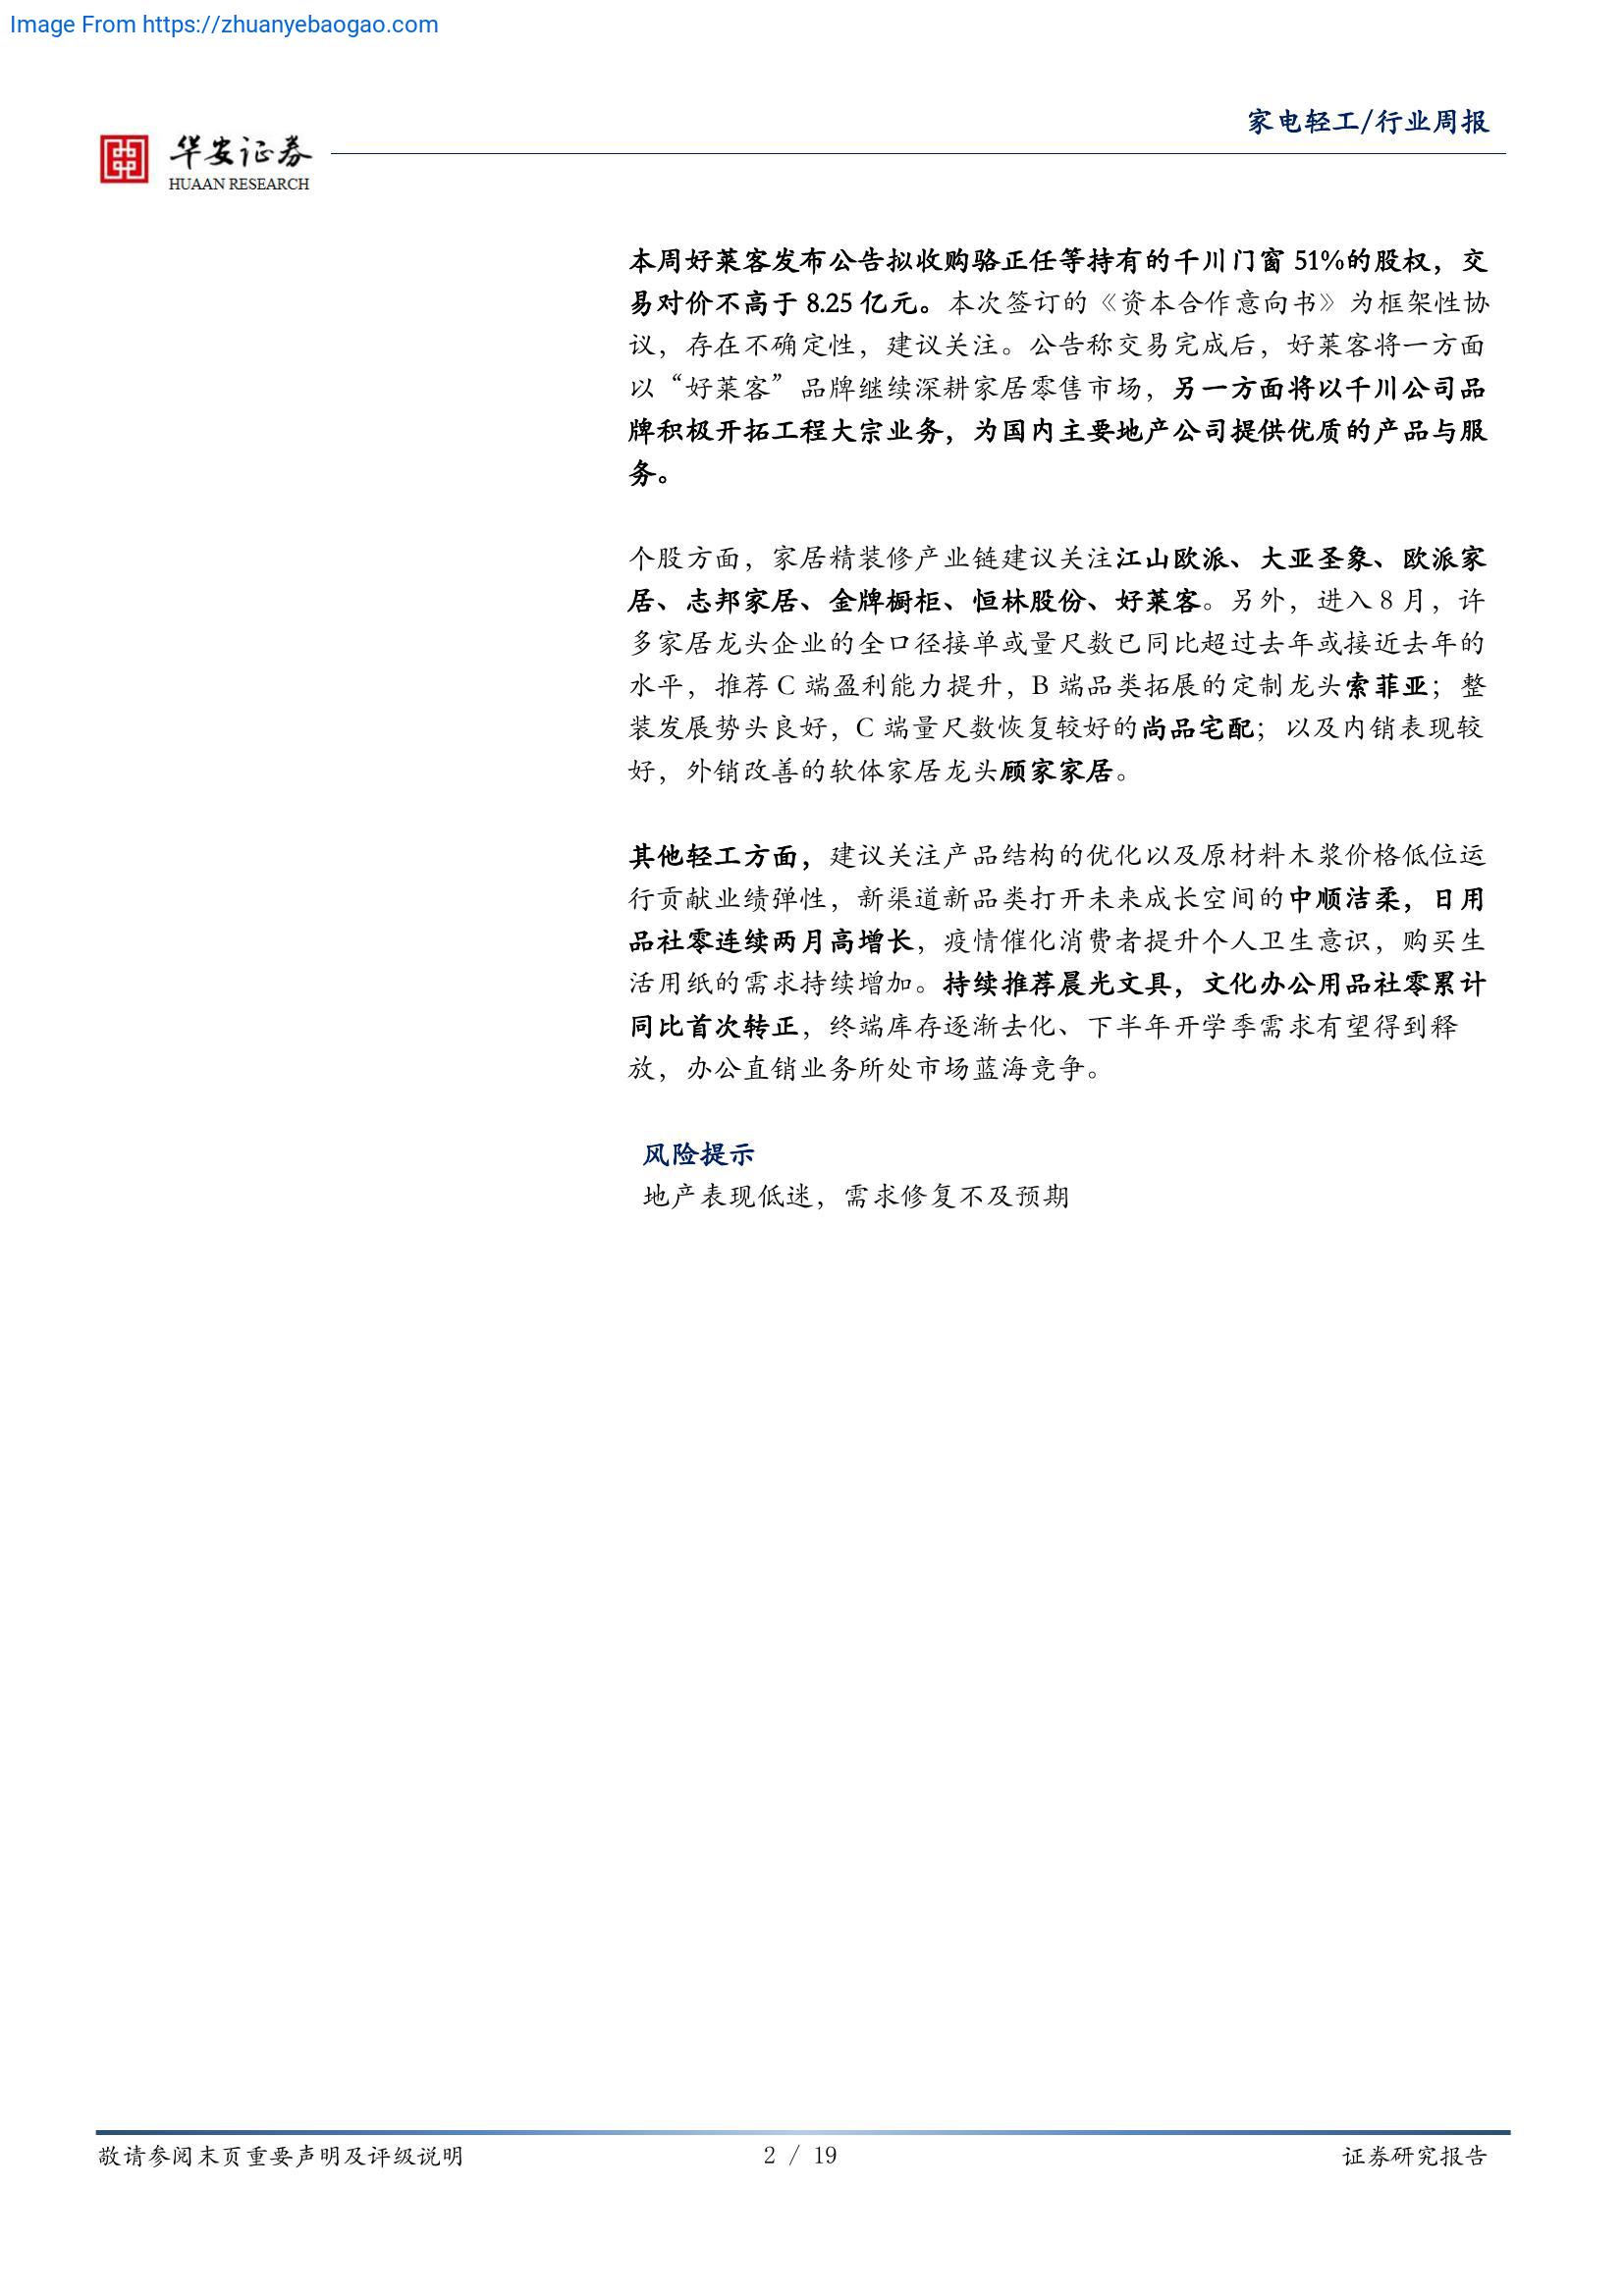 Image From https://zhuanyebaogao.com
家电轻工/行业周报
华安证券
HUAAN RESEARCH
本周好莱客发布公告拟收购骆正任等持有的千川门窗 51%的股权，交
易对价不高于 8.25 亿元。本次签订的《资本合作意向书》为框架性协
议，存在不确定性，建议关注。公告称交易完成后，好莱客将一方面
以“好莱客”品牌继续深耕家居零售市场，另一方面将以千川公司品
牌积极开拓工程大宗业务，为国内主要地产公司提供优质的产品与服
务。
个股方面，家居精装修产业链建议关注江山欧派、大亚圣象、欧派家
居、志邦家居、金牌橱柜、恒林股份、好莱客。另外，进入 8 月，许
多家居龙头企业的全口径接单或量尺数已同比超过去年或接近去年的
水平，推荐 C 端盈利能力提升，B 端品类拓展的定制龙头索菲亚；整
装发展势头良好，C 端量尺数恢复较好的尚品宅配；以及内销表现较
好，外销改善的软体家居龙头顾家家居。
其他轻工方面，建议关注产品结构的优化以及原材料木浆价格低位运
行贡献业绩弹性，新渠道新品类打开未来成长空间的中顺洁柔，日用
品社零连续两月高增长，疫情催化消费者提升个人卫生意识，购买生
活用纸的需求持续增加。持续推荐晨光文具，文化办公用品社零累计
同比首次转正，终端库存逐渐去化、下半年开学季需求有望得到释
放，办公直销业务所处市场蓝海竞争。
风险提示
地产表现低迷，需求修复不及预期
敬请参阅末页重要声明及评级说明
2 / 19
证券研究报告